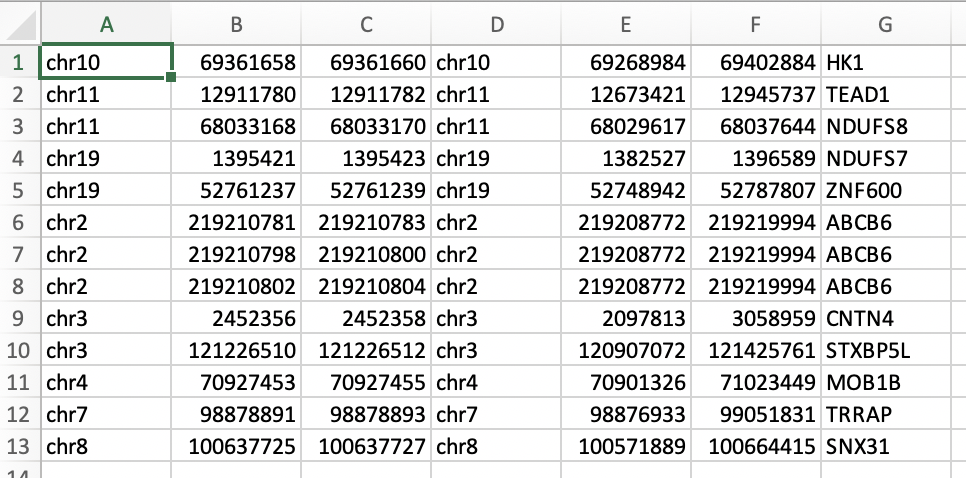 A B C D E F G
1 chr10 69361658 69361660 chr10 69268984 69402884 HK1
2 chr11 12911780 12911782 chr11 12673421 12945737 TEAD1
3 chr11 68033168 68033170 chr11 68029617 68037644 NDUFS8
4 chr19 1395421 1395423 chr19 1382527 1396589 NDUFS7
5 chr19 52761237 52761239 chr19 52748942 52787807 ZNF600
6 chr2 219210781 219210783 chr2 219208772 219219994 ABCB6
7 chr2 219210798 219210800 chr2 219208772 219219994 ABCB6
8 chr2 219210802 219210804 chr2 219208772 219219994 ABCB6
9 chr3 2452356 2452358 chr3 2097813 3058959 CNTN4
10 chr3 121226510 121226512 chr3 120907072 121425761 STXBP5L
11 chr4 70927453 70927455 chr4 70901326 71023449 MOB1B
12 chr7 98878891 98878893 chr7 98876933 99051831 TRRAP
13 chr8 100637725 100637727 chr8 100571889 100664415 SNX31
14